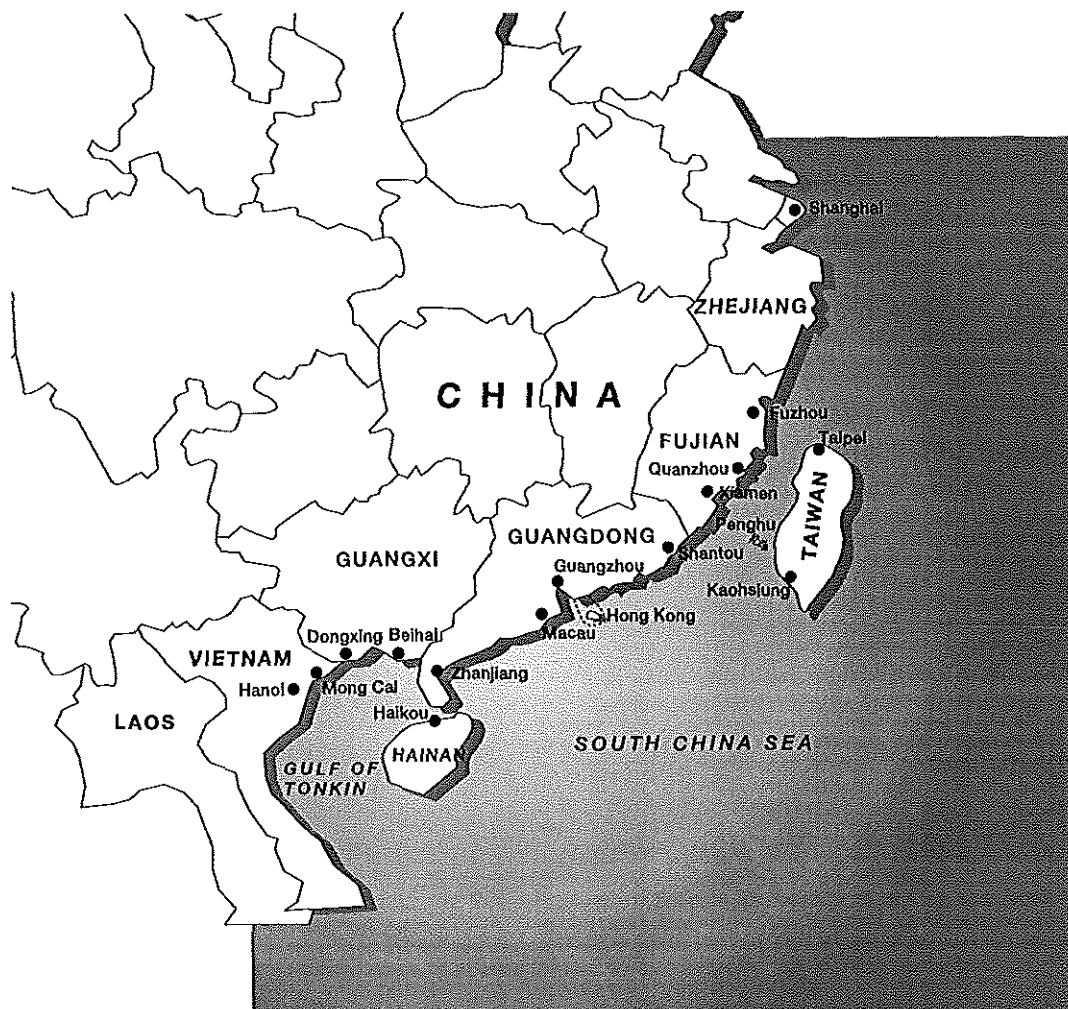 Shanghai
ZHEJIANG
CHINA
Fuzhou
FUJIAN
Taipei
Quanzhou
Xiamen
TAIWAN
Penghu
GUANGDONG
Shantou
GUANGXI
Guangzhou
Kaohsiung
Hong Kong
Macau
Dongxing
Beihai
VIETNAM
Zhanjiang
Mong Cai
Hanoi
LAOS
Haikou
HAINAN
SOUTH CHINA SEA
GULF OF
TONKIN